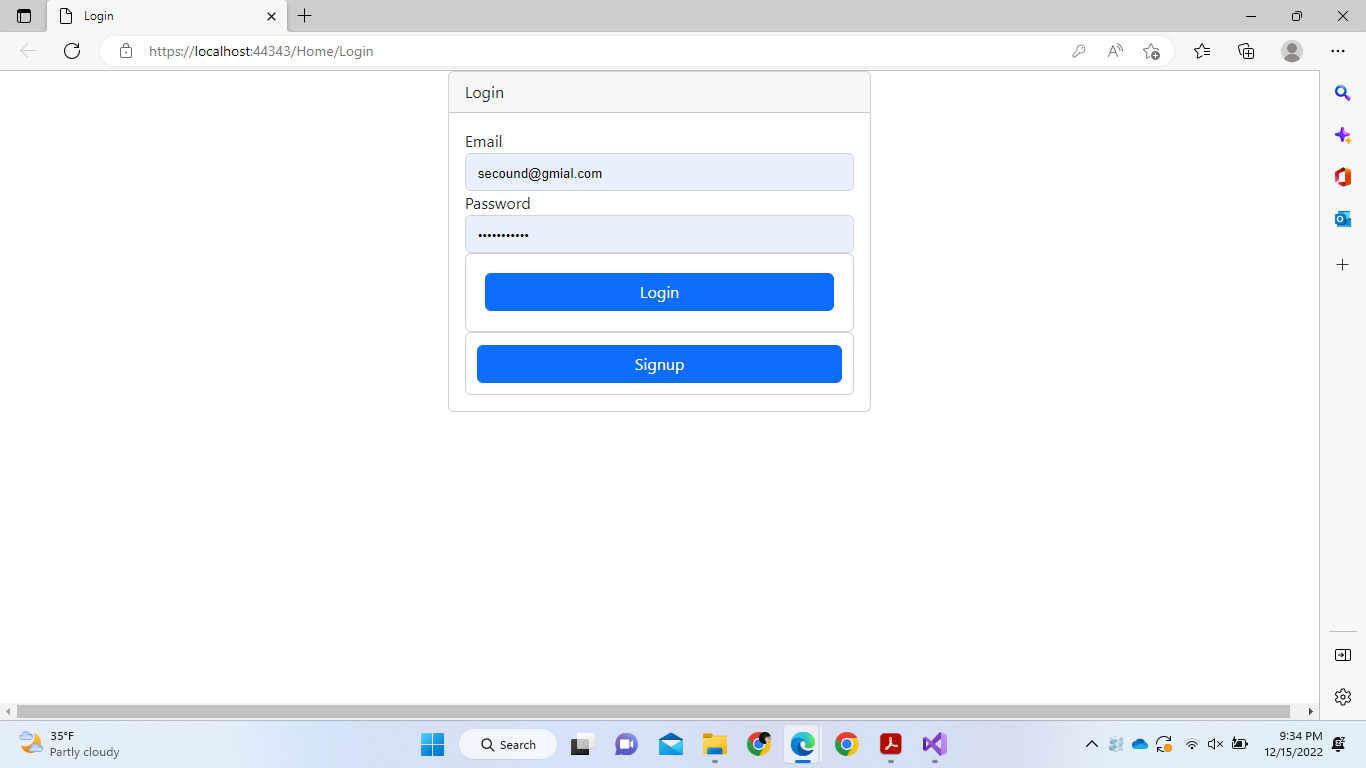 Login
https://localhost:44343/Home/Login
Login
Email
secound@gmial.com
Password
•••••••••••
Login
Signup
35°F
Partly cloudy
Search
9:34 PM
12/15/2022